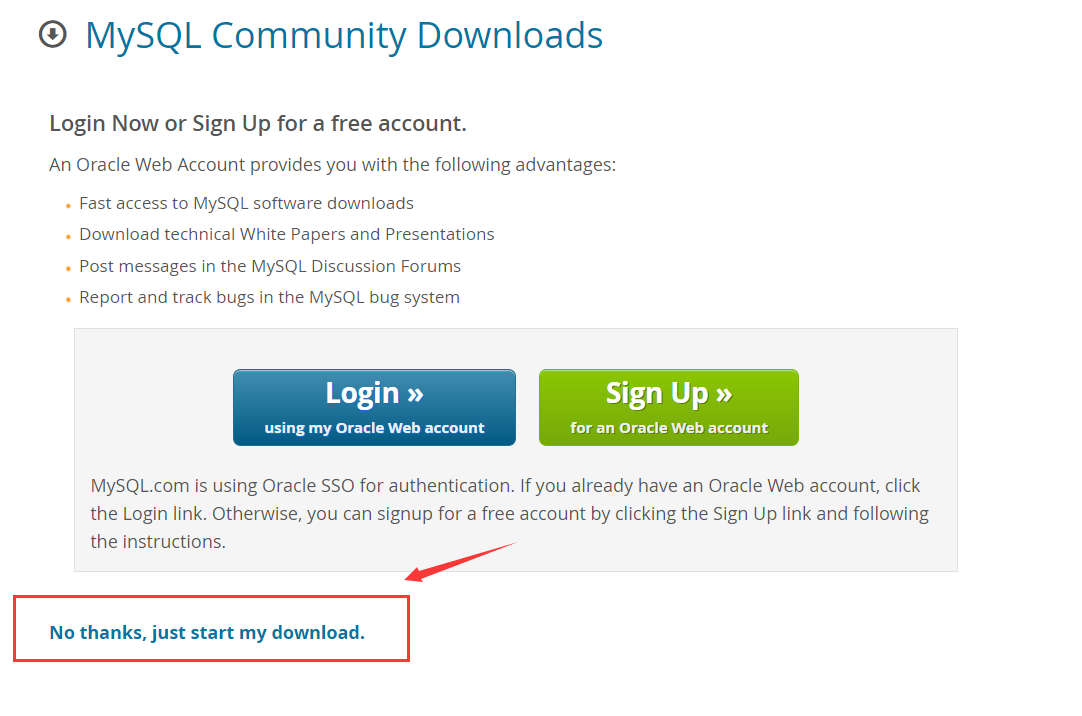 MySQL Community Downloads
Login Now or Sign Up for a free account.
An Oracle Web Account provides you with the following advantages:
Fast access to MySQL software downloads
Download technical White Papers and Presentations
Post messages in the MySQL Discussion Forums
Report and track bugs in the MySQL bug system
Login »
using my Oracle Web account
Sign Up »
for an Oracle Web account
MySQL.com is using Oracle SSO for authentication. If you already have an Oracle Web account, click
the Login link. Otherwise, you can signup for a free account by clicking the Sign Up link and following
the instructions.
No thanks, just start my download.